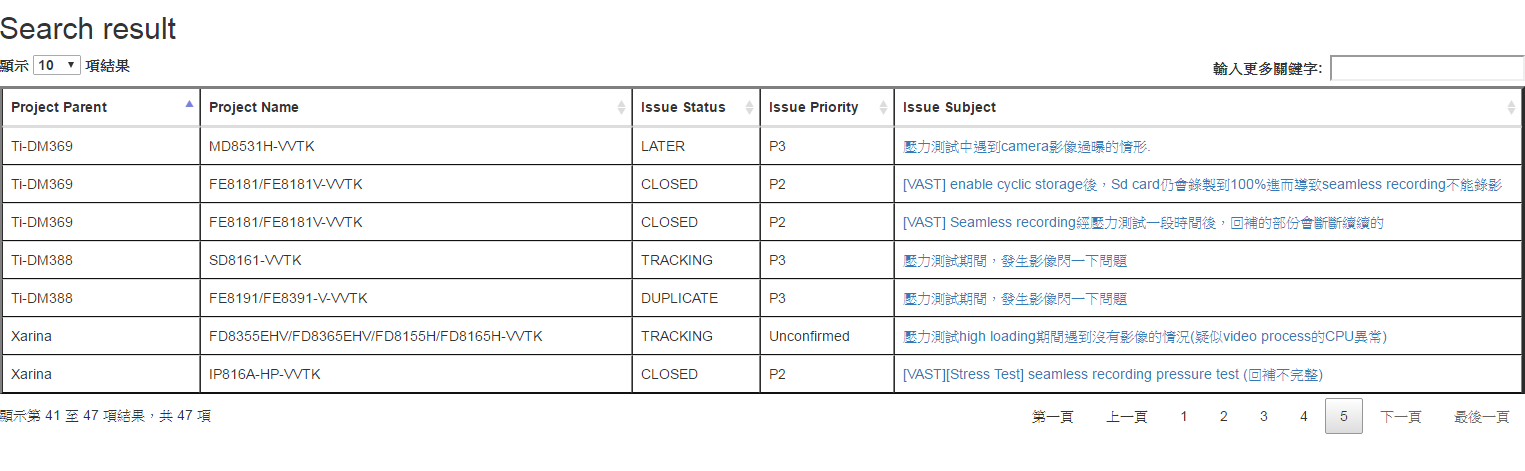 Search result
顯示 10 項結果
輸入更多關鍵字:
Project Parent Project Name Issue Status Issue Priority Issue Subject
Ti-DM369 MD8531H-VVTK LATER P3 壓力測試中遇到camera影像過曝的情形.
Ti-DM369 FE8181/FE8181V-VVTK CLOSED P2 [VAST] enable cyclic storage後，Sd card仍會錄製到100%進而導致seamless recording不能錄影
Ti-DM369 FE8181/FE8181V-VVTK CLOSED P2 [VAST] Seamless recording經壓力測試一段時間後，回補的部份會斷斷續續的
Ti-DM388 SD8161-VVTK TRACKING P3 壓力測試期間，發生影像閃一下問題
Ti-DM388 FE8191/FE8391-V-VVTK DUPLICATE P3 壓力測試期間，發生影像閃一下問題
Xarina FD8355EHV/FD8365EHV/FD8155H/FD8165H-VVTK TRACKING Unconfirmed 壓力測試high loading期間遇到沒有影像的情況(疑似video process的CPU異常)
Xarina IP816A-HP-VVTK CLOSED P2 [VAST][Stress Test] seamless recording pressure test (回補不完整)
顯示第 41 至 47 項結果，共 47 項
第一頁 上一頁 1 2 3 4 5 下一頁 最後一頁